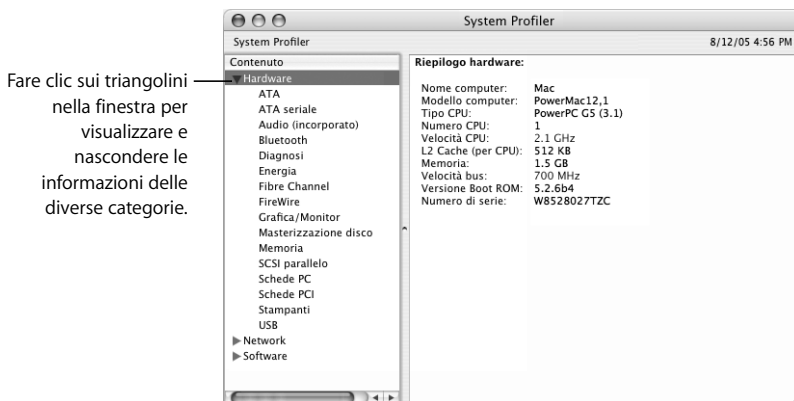 System Profiler
System Profiler
8/12/05 4:56 PM
Fare clic sui triangolini
nella finestra per
visualizzare e
nascondere le
informazioni delle
diverse categorie.
Contenuto
Hardware
ATA
ATA seriale
Audio (incorporato)
Bluetooth
Diagnosi
Energia
Fibre Channel
FireWire
Grafica/Monitor
Masterizzazione disco
Memoria
SCSI parallelo
Schede PC
Schede PCI
Stampanti
USB
Network
Software
Riepilogo hardware:
Nome computer: Mac
Modello computer: PowerMac12,1
Tipo CPU: PowerPC G5 (3.1)
Numero CPU: 1
Velocità CPU: 2.1 GHz
L2 Cache (per CPU): 512 KB
Memoria: 1.5 GB
Velocità bus: 700 MHz
Versione Boot ROM: 5.2.6b4
Numero di serie: W8528027TZC